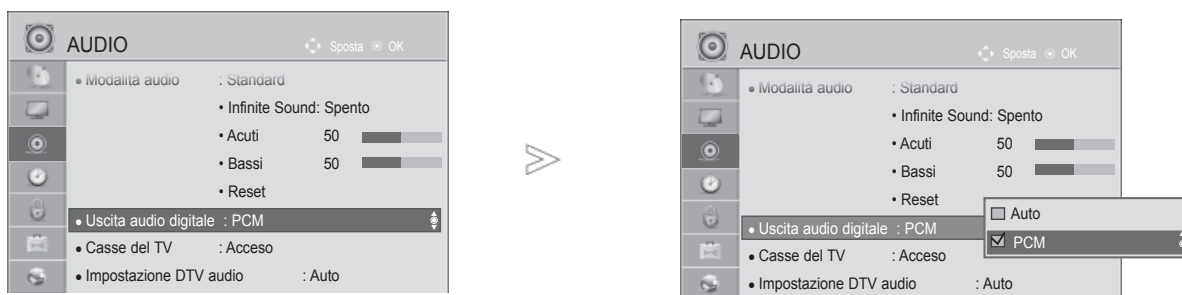 AUDIO
Sposta OK
• Modalità audio : Standard
• Infinite Sound: Spento
• Acuti 50
• Bassi 50
• Reset
• Uscita audio digitale : PCM
• Casse del TV : Acceso
• Impostazione DTV audio : Auto
AUDIO
Sposta OK
• Modalità audio : Standard
• Infinite Sound: Spento
• Acuti 50
• Bassi 50
• Reset
• Uscita audio digitale : PCM
Auto
PCM
• Casse del TV : Acceso
• Impostazione DTV audio : Auto